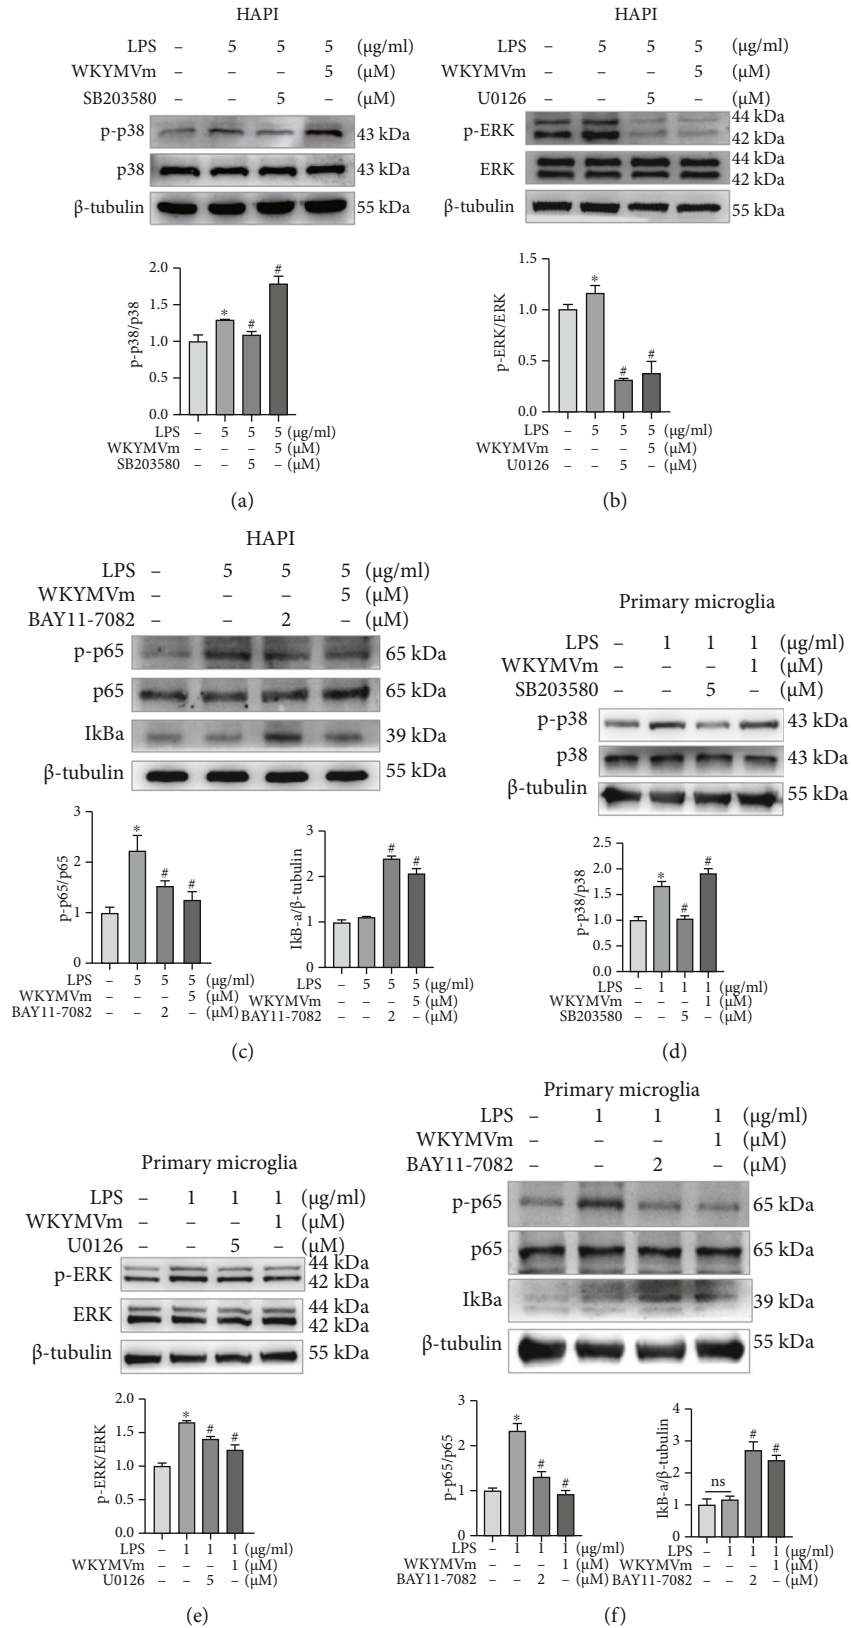 HAPI
LPS – 5 5 5 (μg/ml)
WKYMVm – – – 5 (μM)
SB203580 – – 5 – (μM)
p-p38 43 kDa
p38 43 kDa
β-tubulin 55 kDa
p-p38/p38
2.0
1.5
1.0
0.5
0.0
* # #
LPS – 5 5 5 (μg/ml)
WKYMVm – – – 5 (μM)
SB203580 – – 5 – (μM)
(a)
HAPI
LPS – 5 5 5 (μg/ml)
WKYMVm – – – 5 (μM)
U0126 – – 5 – (μM)
p-ERK 44 kDa
42 kDa
ERK 44 kDa
42 kDa
β-tubulin 55 kDa
p-ERK/ERK
1.5
1.0
0.5
0.0
* # #
LPS – 5 5 5 (μg/ml)
WKYMVm – – – 5 (μM)
U0126 – – 5 – (μM)
(b)
HAPI
LPS – 5 5 5 (μg/ml)
WKYMVm – – – 5 (μM)
BAY11-7082 – – 2 – (μM)
p-p65 65 kDa
p65 65 kDa
IkBa 39 kDa
β-tubulin 55 kDa
p-p65/p65
3
2
1
0
* # #
LPS – 5 5 5 (μg/ml)
WKYMVm – – – 5 (μM)
BAY11-7082 – – 2 – (μM)
IkB-a/β-tubulin
3
2
1
0
# #
LPS – 5 5 5 (μg/ml)
WKYMVm – – – 5 (μM)
BAY11-7082 – – 2 – (μM)
(c)
Primary microglia
LPS – 1 1 1 (μg/ml)
WKYMVm – – – 1 (μM)
SB203580 – – 5 – (μM)
p-p38 43 kDa
p38 43 kDa
β-tubulin 55 kDa
p-p38/p38
2.5
2.0
1.5
1.0
0.5
0.0
* # #
LPS – 1 1 1 (μg/ml)
WKYMVm – – – 1 (μM)
SB203580 – – 5 – (μM)
(d)
Primary microglia
LPS – 1 1 1 (μg/ml)
WKYMVm – – – 1 (μM)
U0126 – – 5 – (μM)
p-ERK 44 kDa
42 kDa
ERK 44 kDa
42 kDa
β-tubulin 55 kDa
p-ERK/ERK
2.0
1.5
1.0
0.5
0.0
* # #
LPS – 1 1 1 (μg/ml)
WKYMVm – – – 1 (μM)
U0126 – – 5 – (μM)
(e)
Primary microglia
LPS – 1 1 1 (μg/ml)
WKYMVm – – – 1 (μM)
BAY11-7082 – – 2 – (μM)
p-p65 65 kDa
p65 65 kDa
IkBa 39 kDa
β-tubulin 55 kDa
p-p65/p65
3
2
1
0
* # #
LPS – 1 1 1 (μg/ml)
WKYMVm – – – 1 (μM)
BAY11-7082 – – 2 – (μM)
IkB-a/β-tubulin
4
3
2
1
0
ns # #
LPS – 1 1 1 (μg/ml)
WKYMVm – – – 1 (μM)
BAY11-7082 – – 2 – (μM)
(f)